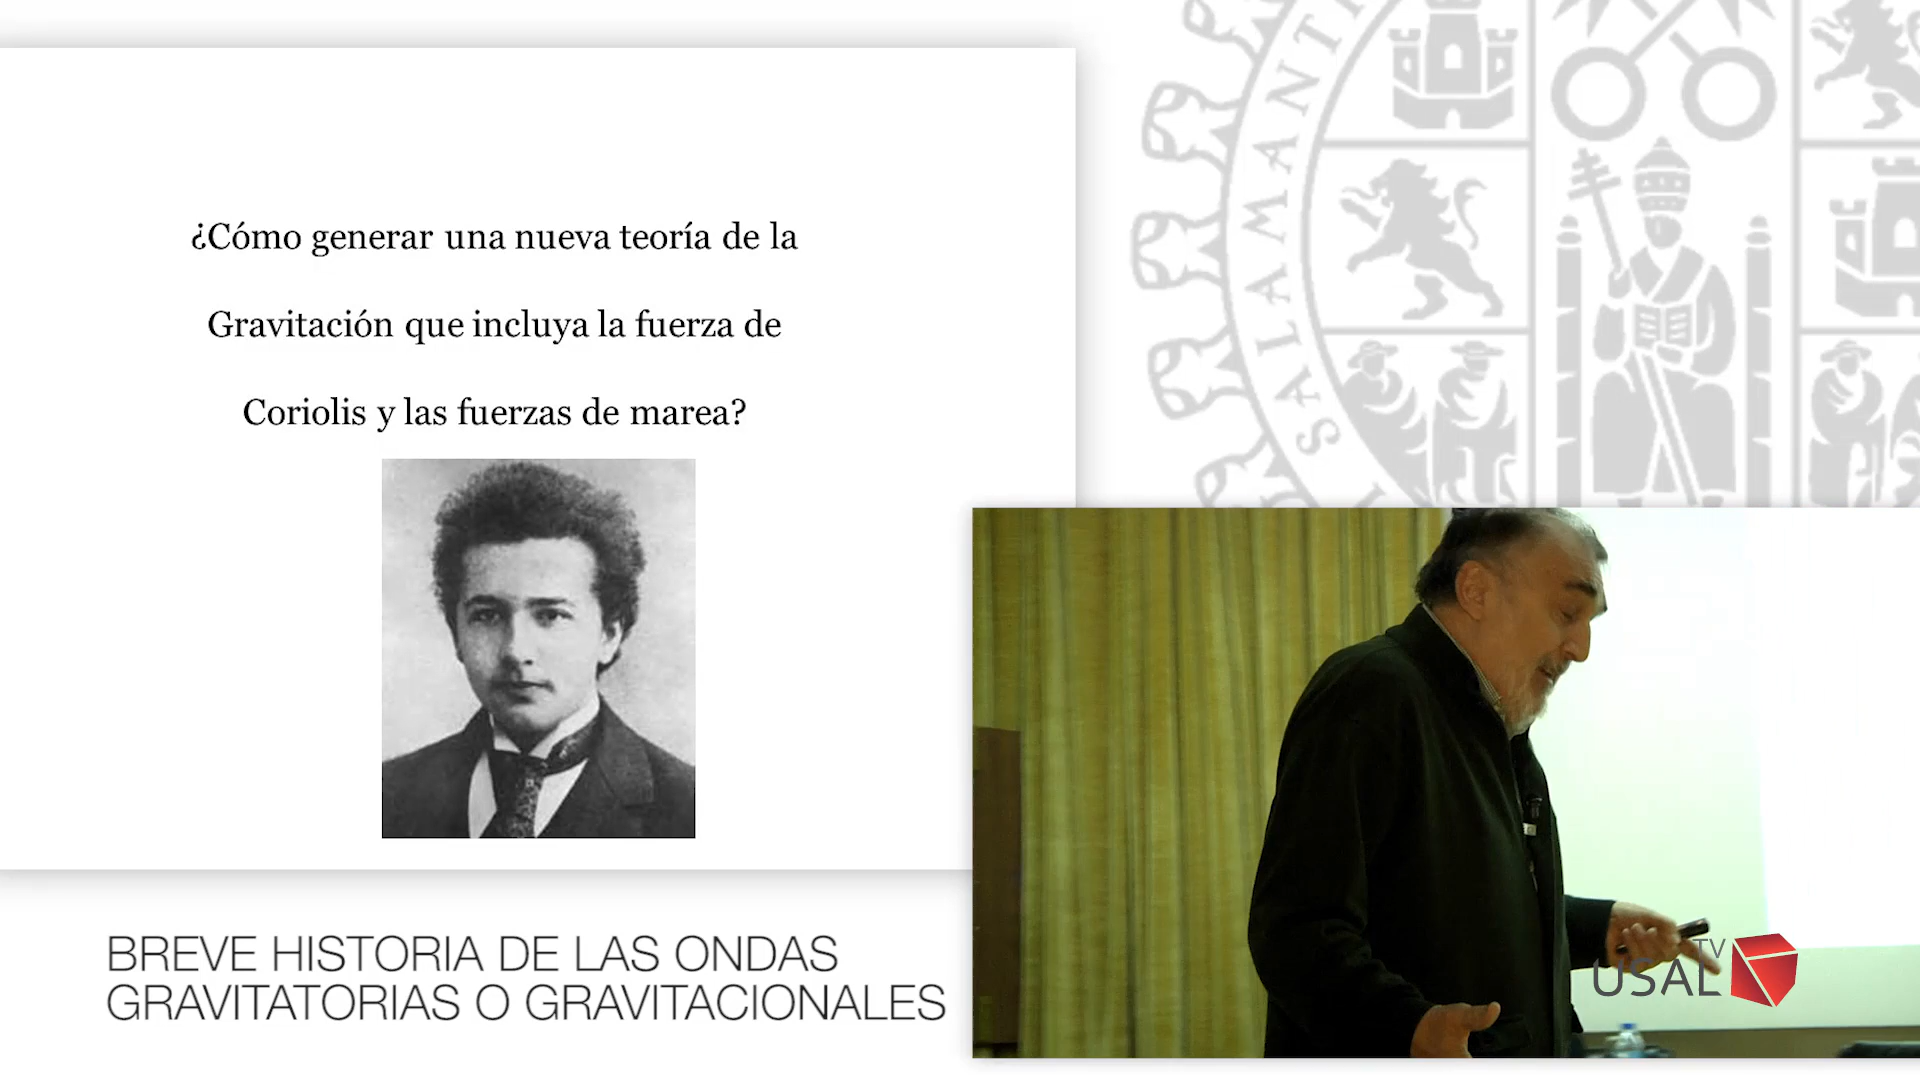 ¿Cómo generar una nueva teoría de la
Gravitación que incluya la fuerza de
Coriolis y las fuerzas de marea?
SALAMANTI
BREVE HISTORIA DE LAS ONDAS
GRAVITATORIAS O GRAVITACIONALES
USAL TV